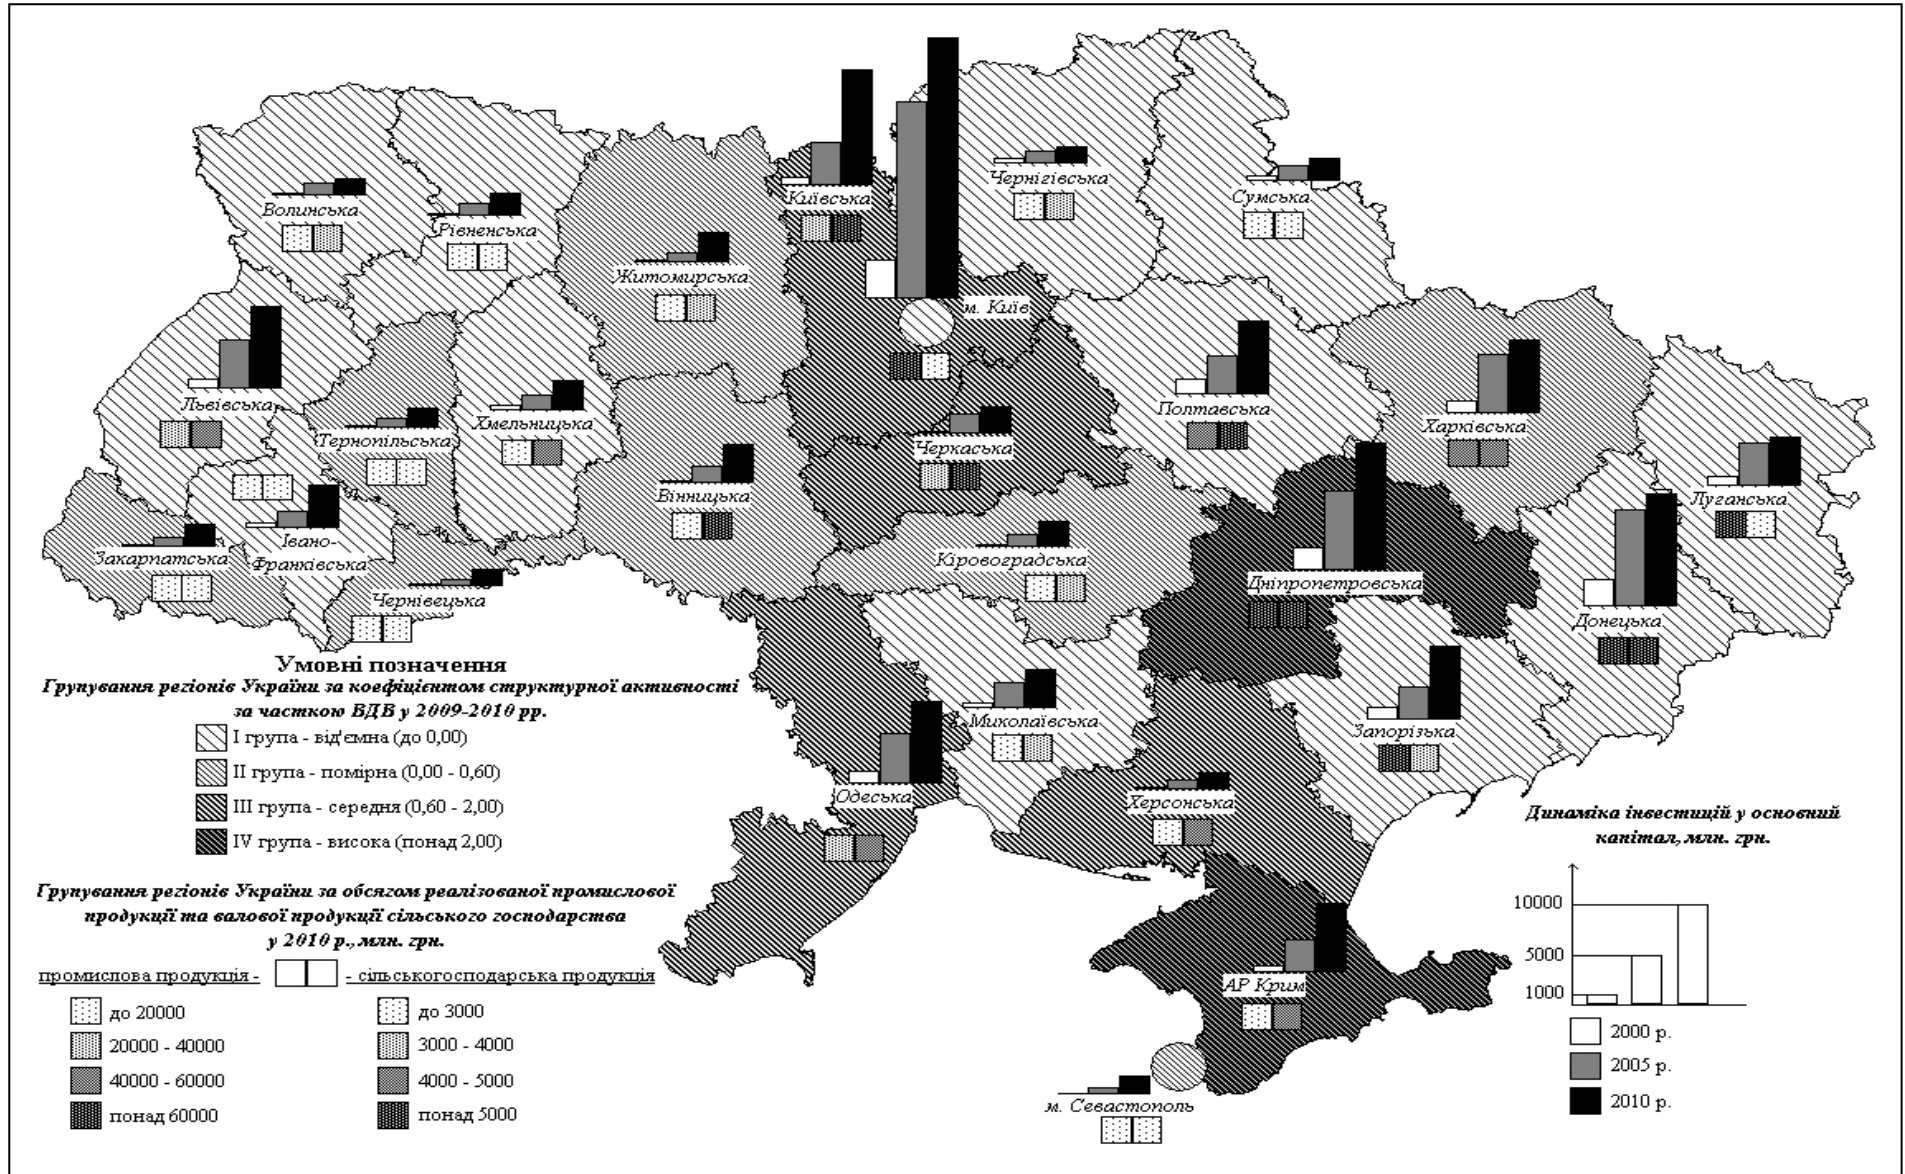 Волинська
Рівненська
Житомирська
Київська
Чернігівська
Сумська
м. Київ
Львівська
Тернопільська
Хмельницька
Вінницька
Черкаська
Полтавська
Харківська
Луганська
Закарпатська
Івано-
Франківська
Чернівецька
Кіровоградська
Дніпропетровська
Донецька
Миколаївська
Запорізька
Одеська
Херсонська
АР Крим
м. Севастополь
Умовні позначення
Групування регіонів України за коефіцієнтом структурної активності
за часткою ВДВ у 2009-2010 рр.
I група - від'ємна (до 0,00)
II група - помірна (0,00 - 0,60)
III група - середня (0,60 - 2,00)
IV група - висока (понад 2,00)
Групування регіонів України за обсягом реалізованої промислової
продукції та валової продукції сільського господарства
у 2010 р., млн. грн.
промислова продукція - - сільськогосподарська продукція
до 20000 до 3000
20000 - 40000 3000 - 4000
40000 - 60000 4000 - 5000
понад 60000 понад 5000
Динаміка інвестицій у основний
капітал, млн. грн.
10000
5000
1000
2000 р.
2005 р.
2010 р.